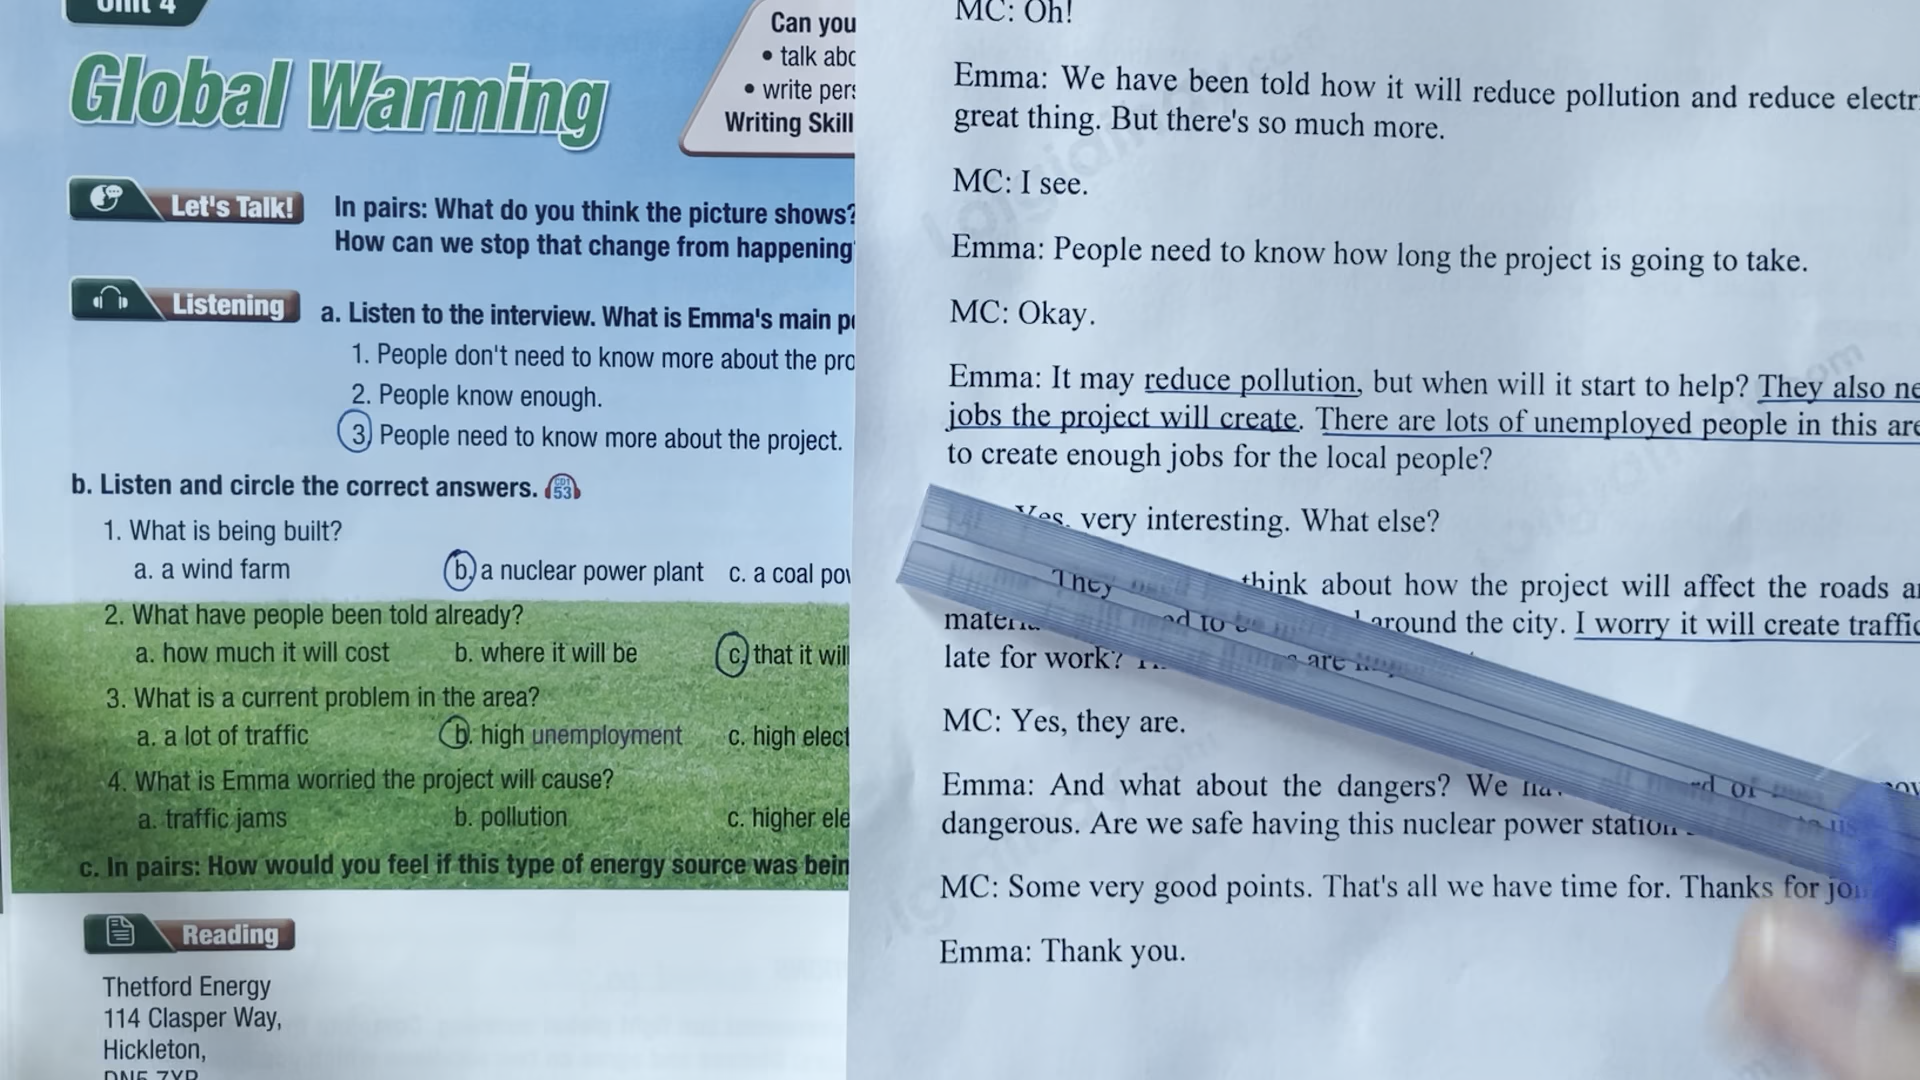 Unit 4
Global Warming
Can you
• talk abo
• write pers
Writing Skill
Let's Talk!
In pairs: What do you think the picture shows?
How can we stop that change from happening
Listening
a. Listen to the interview. What is Emma's main po
1. People don't need to know more about the pro
2. People know enough.
3. People need to know more about the project.
b. Listen and circle the correct answers.
CD1
53
1. What is being built?
a. a wind farm b. a nuclear power plant c. a coal pow
2. What have people been told already?
a. how much it will cost b. where it will be c. that it will
3. What is a current problem in the area?
a. a lot of traffic b. high unemployment c. high elect
4. What is Emma worried the project will cause?
a. traffic jams b. pollution c. higher ele
c. In pairs: How would you feel if this type of energy source was bein
Reading
Thetford Energy
114 Clasper Way,
Hickleton,
DN5 7YP
MC: Oh!
Emma: We have been told how it will reduce pollution and reduce electr
great thing. But there's so much more.
MC: I see.
Emma: People need to know how long the project is going to take.
MC: Okay.
Emma: It may reduce pollution, but when will it start to help? They also ne
jobs the project will create. There are lots of unemployed people in this are
to create enough jobs for the local people?
Yes, very interesting. What else?
They need think about how the project will affect the roads an
around the city. I worry it will create traffic
late for work? are
MC: Yes, they are.
Emma: And what about the dangers? We of
dangerous. Are we safe having this nuclear power station
MC: Some very good points. That's all we have time for. Thanks for joi
Emma: Thank you.